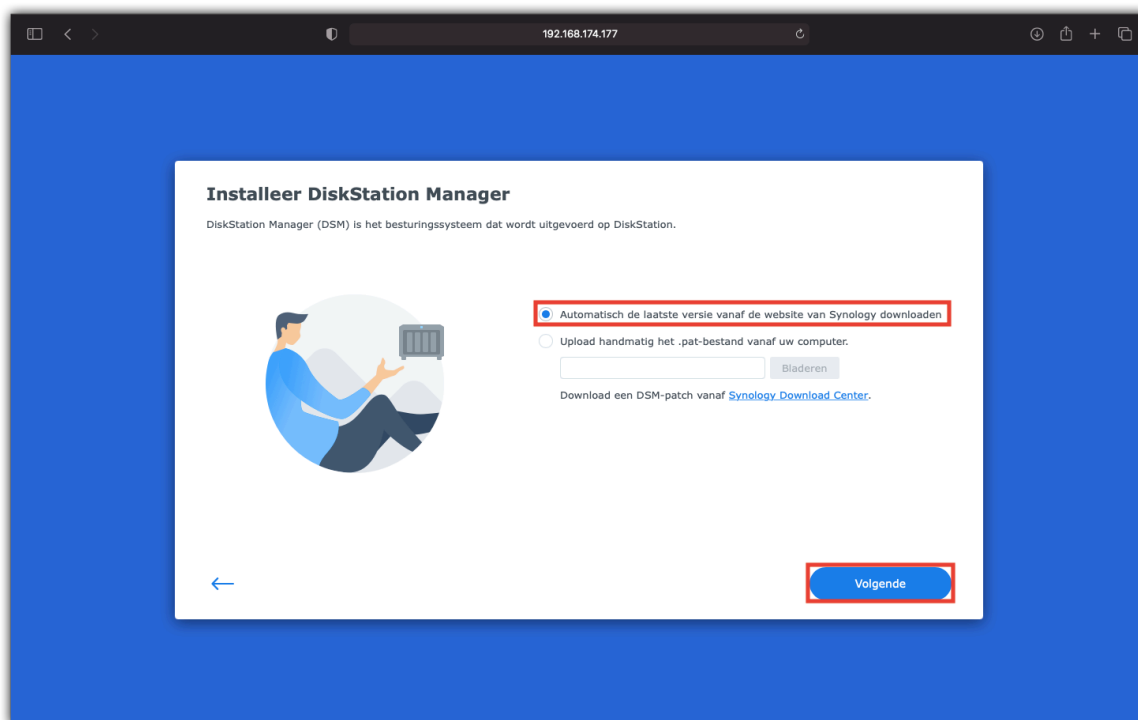 192.168.174.177
Installeer DiskStation Manager
DiskStation Manager (DSM) is het besturingssysteem dat wordt uitgevoerd op DiskStation.
Automatisch de laatste versie vanaf de website van Synology downloaden
Upload handmatig het .pat-bestand vanaf uw computer.
Bladeren
Download een DSM-patch vanaf Synology Download Center.
Volgende